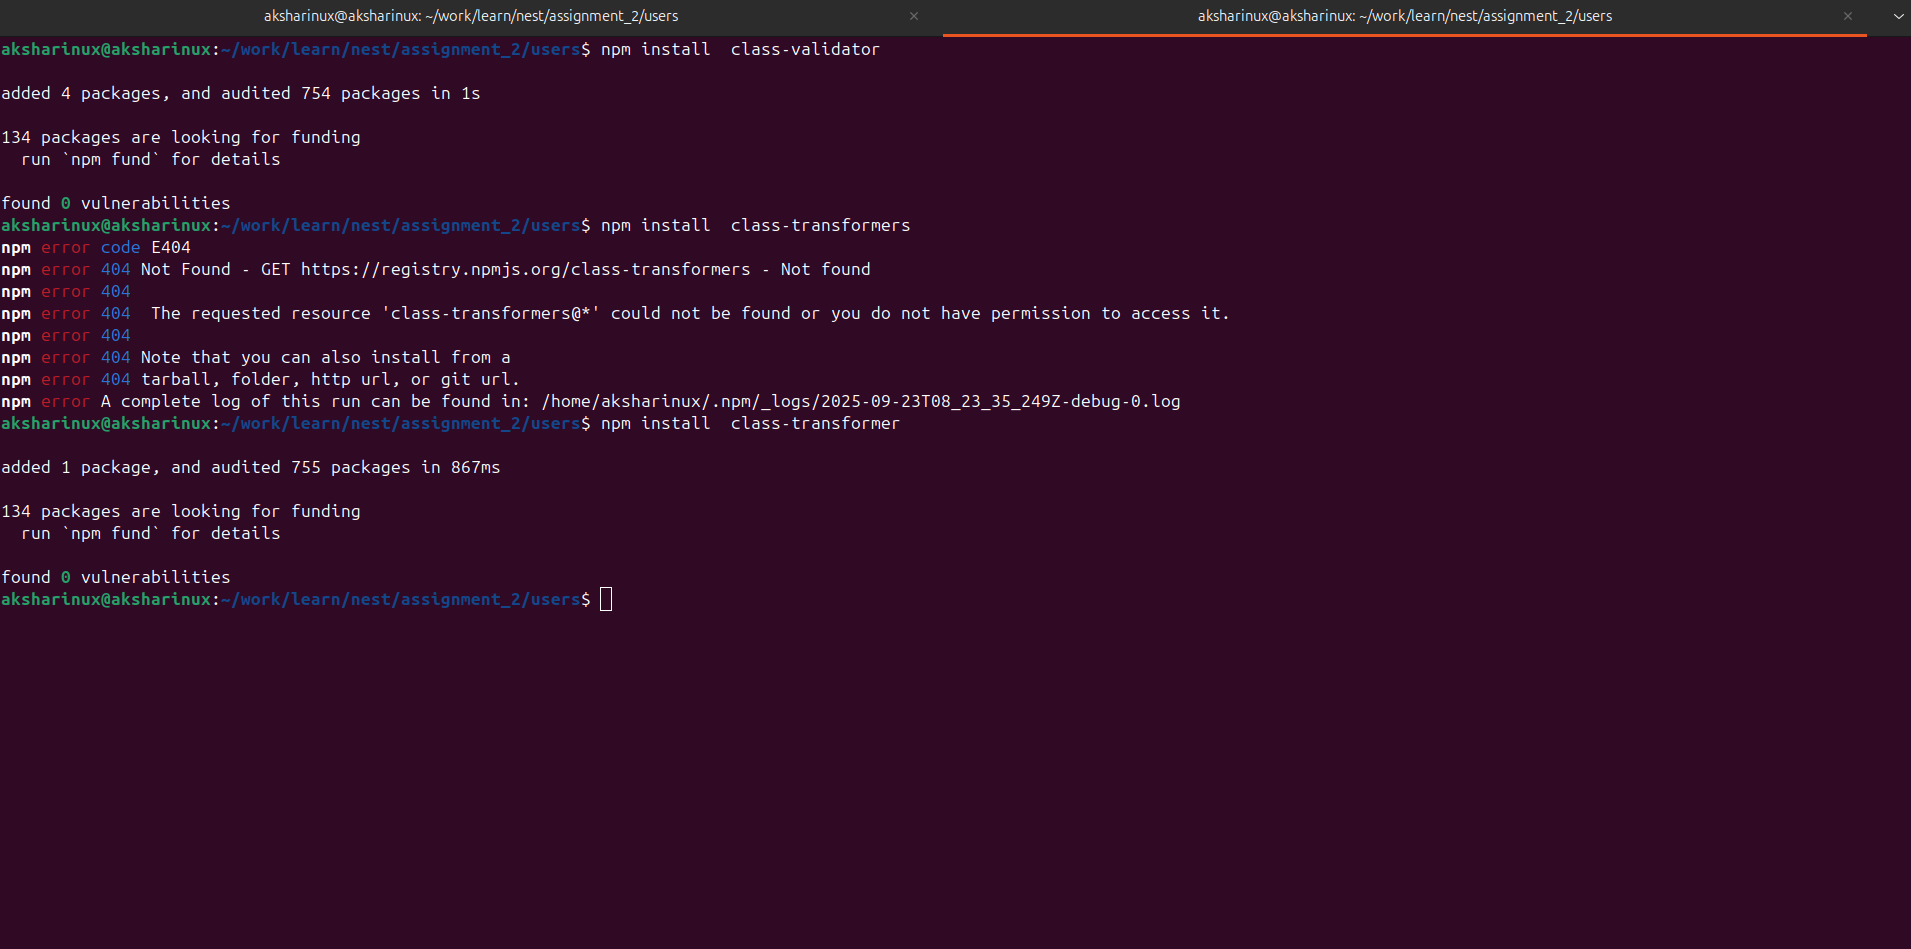 aksharinux@aksharinux: ~/work/learn/nest/assignment_2/users × aksharinux@aksharinux: ~/work/learn/nest/assignment_2/users ×
aksharinux@aksharinux:~/work/learn/nest/assignment_2/users$ npm install  class-validator
added 4 packages, and audited 754 packages in 1s
134 packages are looking for funding
  run `npm fund` for details
found 0 vulnerabilities
aksharinux@aksharinux:~/work/learn/nest/assignment_2/users$ npm install  class-transformers
npm error code E404
npm error 404 Not Found - GET https://registry.npmjs.org/class-transformers - Not found
npm error 404
npm error 404  The requested resource 'class-transformers@*' could not be found or you do not have permission to access it.
npm error 404
npm error 404 Note that you can also install from a
npm error 404 tarball, folder, http url, or git url.
npm error A complete log of this run can be found in: /home/aksharinux/.npm/_logs/2025-09-23T08_23_35_249Z-debug-0.log
aksharinux@aksharinux:~/work/learn/nest/assignment_2/users$ npm install  class-transformer
added 1 package, and audited 755 packages in 867ms
134 packages are looking for funding
  run `npm fund` for details
found 0 vulnerabilities
aksharinux@aksharinux:~/work/learn/nest/assignment_2/users$